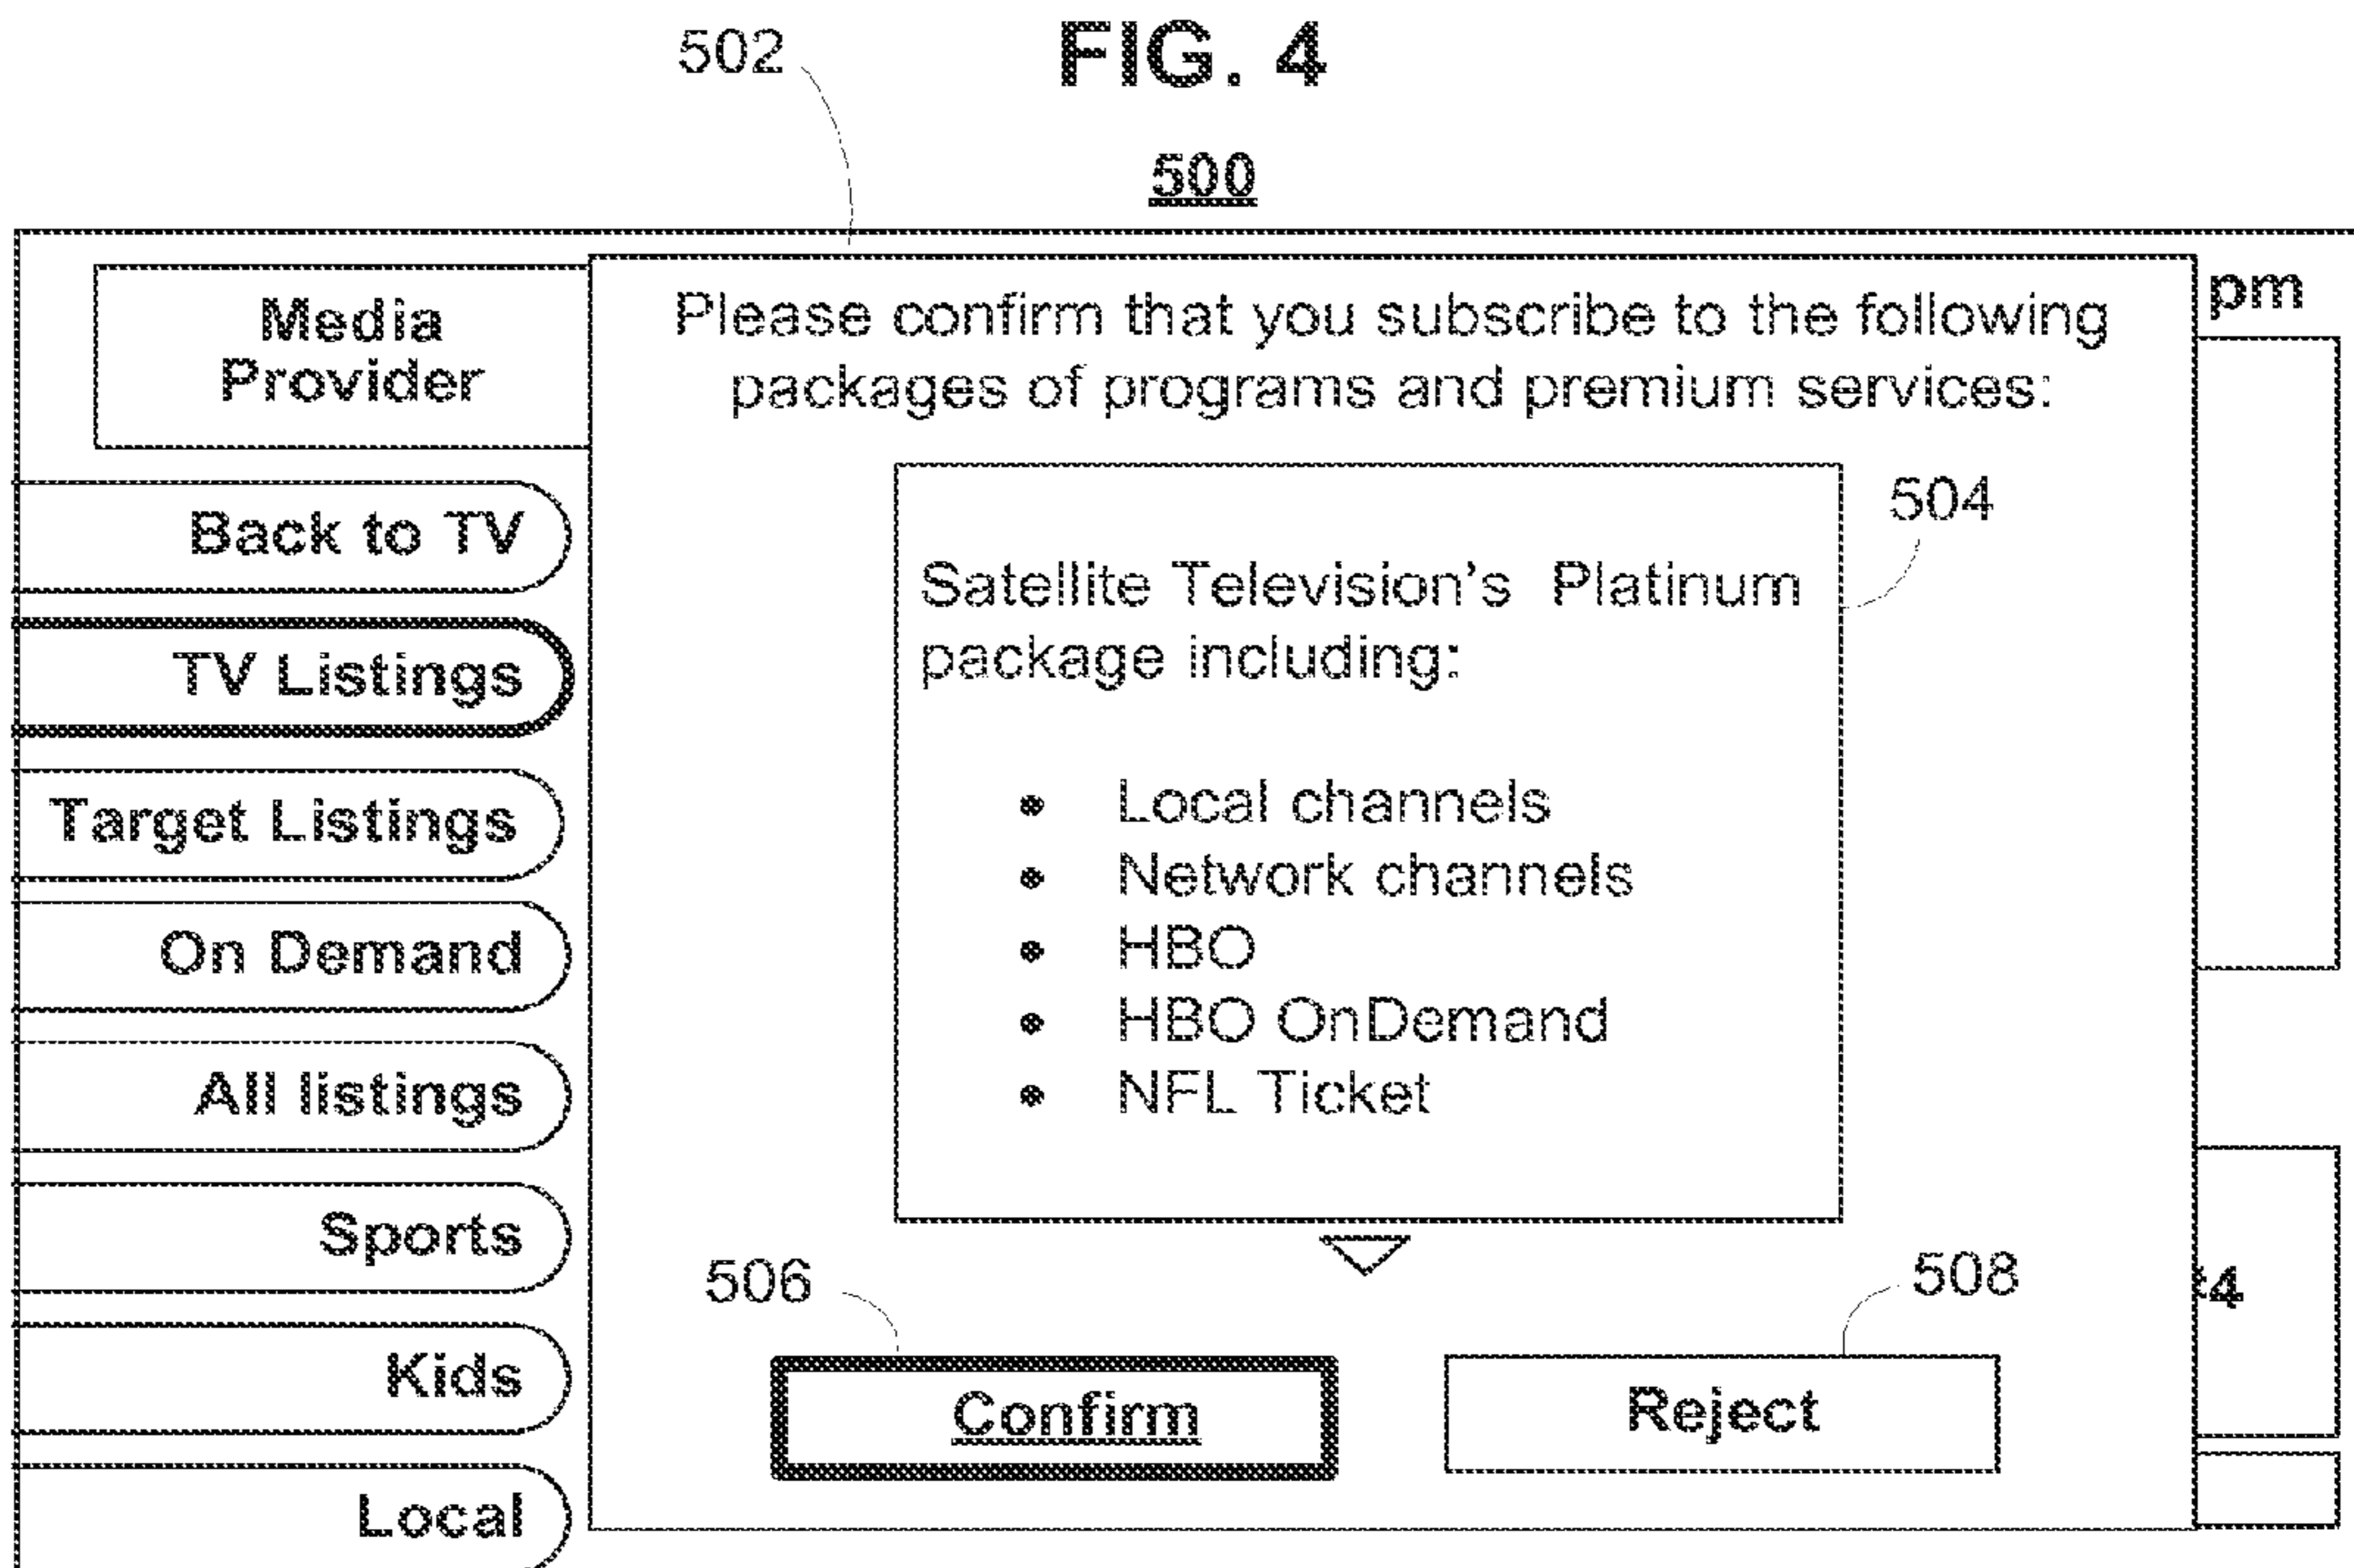 FIG. 4
502
500
Media
Provider
Back to TV
TV Listings
Target Listings
On Demand
All listings
Sports
Kids
Local
Please confirm that you subscribe to the following
packages of programs and premium services:
504
Satellite Television's Platinum
package including:
• Local channels
• Network channels
• HBO
• HBO OnDemand
• NFL Ticket
506
508
Confirm
Reject
pm
4